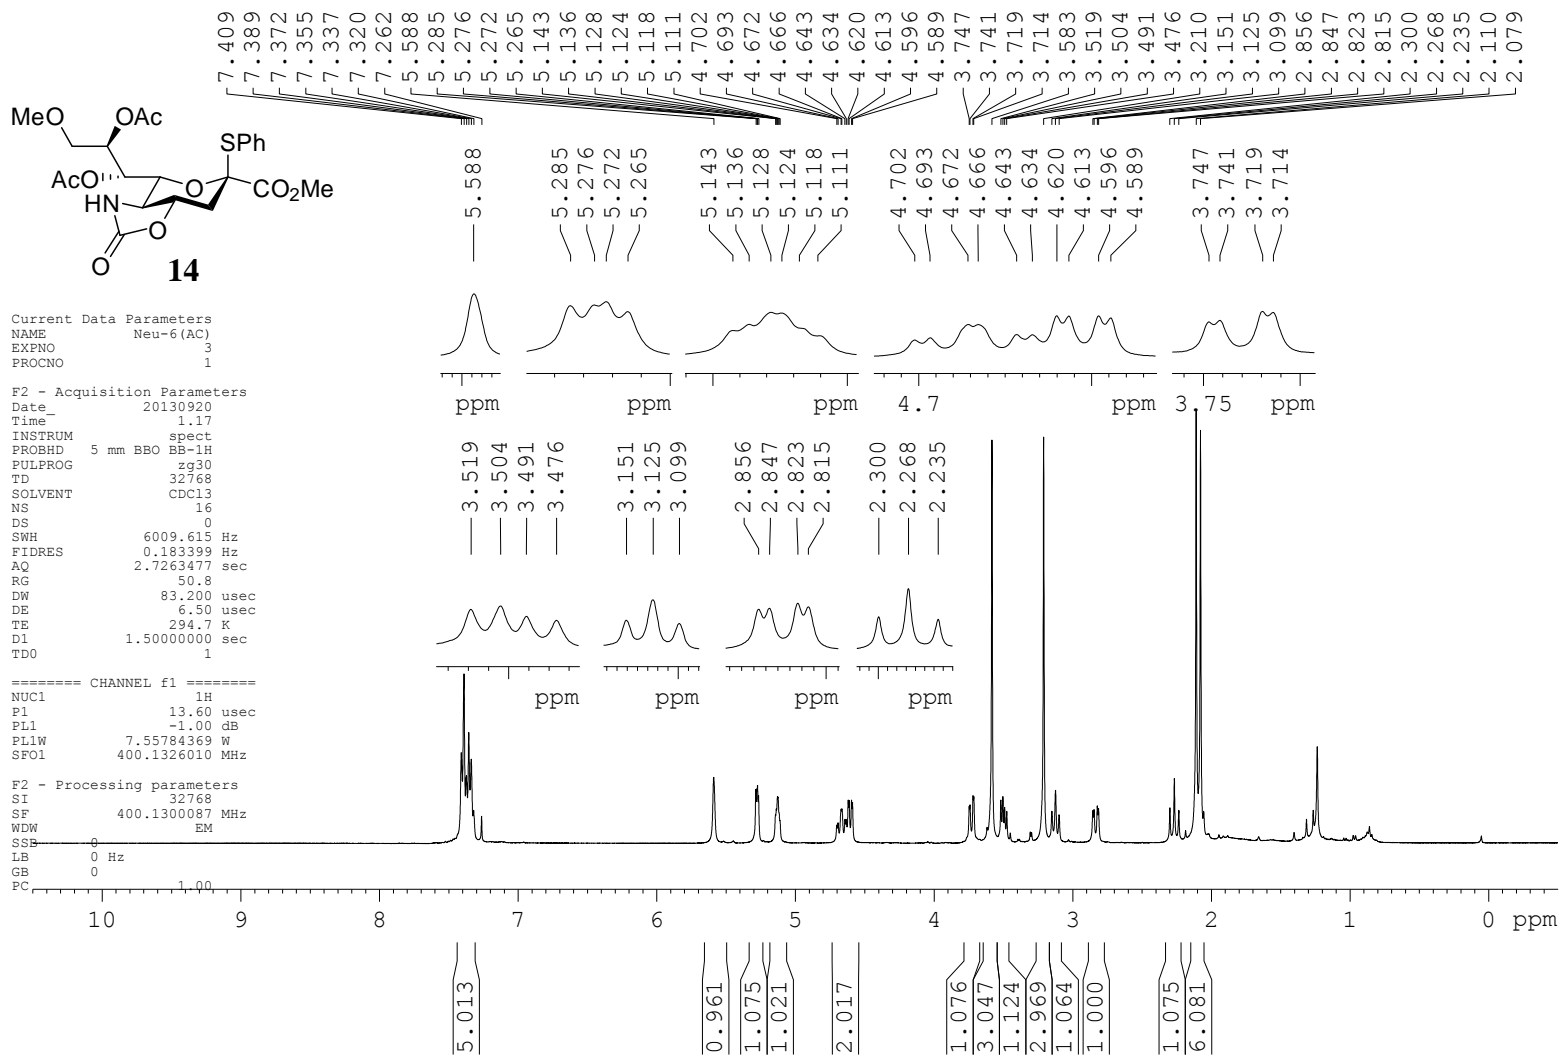 7.409 7.389 7.372 7.355 7.337 7.320 7.262 5.588 5.285 5.276 5.272 5.265 5.143 5.136 5.128 5.124 5.118 5.111 4.702 4.693 4.672 4.666 4.643 4.634 4.620 4.613 4.596 4.589 3.747 3.741 3.719 3.714 3.583 3.519 3.504 3.491 3.476 3.210 3.151 3.125 3.099 2.856 2.847 2.823 2.815 2.300 2.268 2.235 2.110 2.079
MeO
OAc
SPh
AcO
O
CO2Me
HN
O
O
14
5.588
5.285 5.276 5.272 5.265
5.143 5.136 5.128 5.124 5.118 5.111
4.702 4.693 4.672 4.666 4.643 4.634 4.620 4.613 4.596 4.589
3.747 3.741 3.719 3.714
ppm
ppm
ppm
4.7 ppm
3.75 ppm
3.519 3.504 3.491 3.476
3.151 3.125 3.099
2.856 2.847 2.823 2.815
2.300 2.268 2.235
ppm
ppm
ppm
ppm
Current Data Parameters
NAME Neu-6(AC)
EXPNO 3
PROCNO 1
F2 - Acquisition Parameters
Date_ 20130920
Time 1.17
INSTRUM spect
PROBHD 5 mm BBO BB-1H
PULPROG zg30
TD 32768
SOLVENT CDCl3
NS 16
DS 0
SWH 6009.615 Hz
FIDRES 0.183399 Hz
AQ 2.7263477 sec
RG 50.8
DW 83.200 usec
DE 6.50 usec
TE 294.7 K
D1 1.50000000 sec
TD0 1
======== CHANNEL f1 ========
NUC1 1H
P1 13.60 usec
PL1 -1.00 dB
PL1W 7.55784369 W
SFO1 400.1326010 MHz
F2 - Processing parameters
SI 32768
SF 400.1300087 MHz
WDW EM
SSB 0
LB 0 Hz
GB 0
PC 1.00
10 9 8 7 6 5 4 3 2 1 0 ppm
5.013 0.961 1.075 1.021 2.017 1.076 3.047 1.124 2.969 1.064 1.000 1.075 6.081